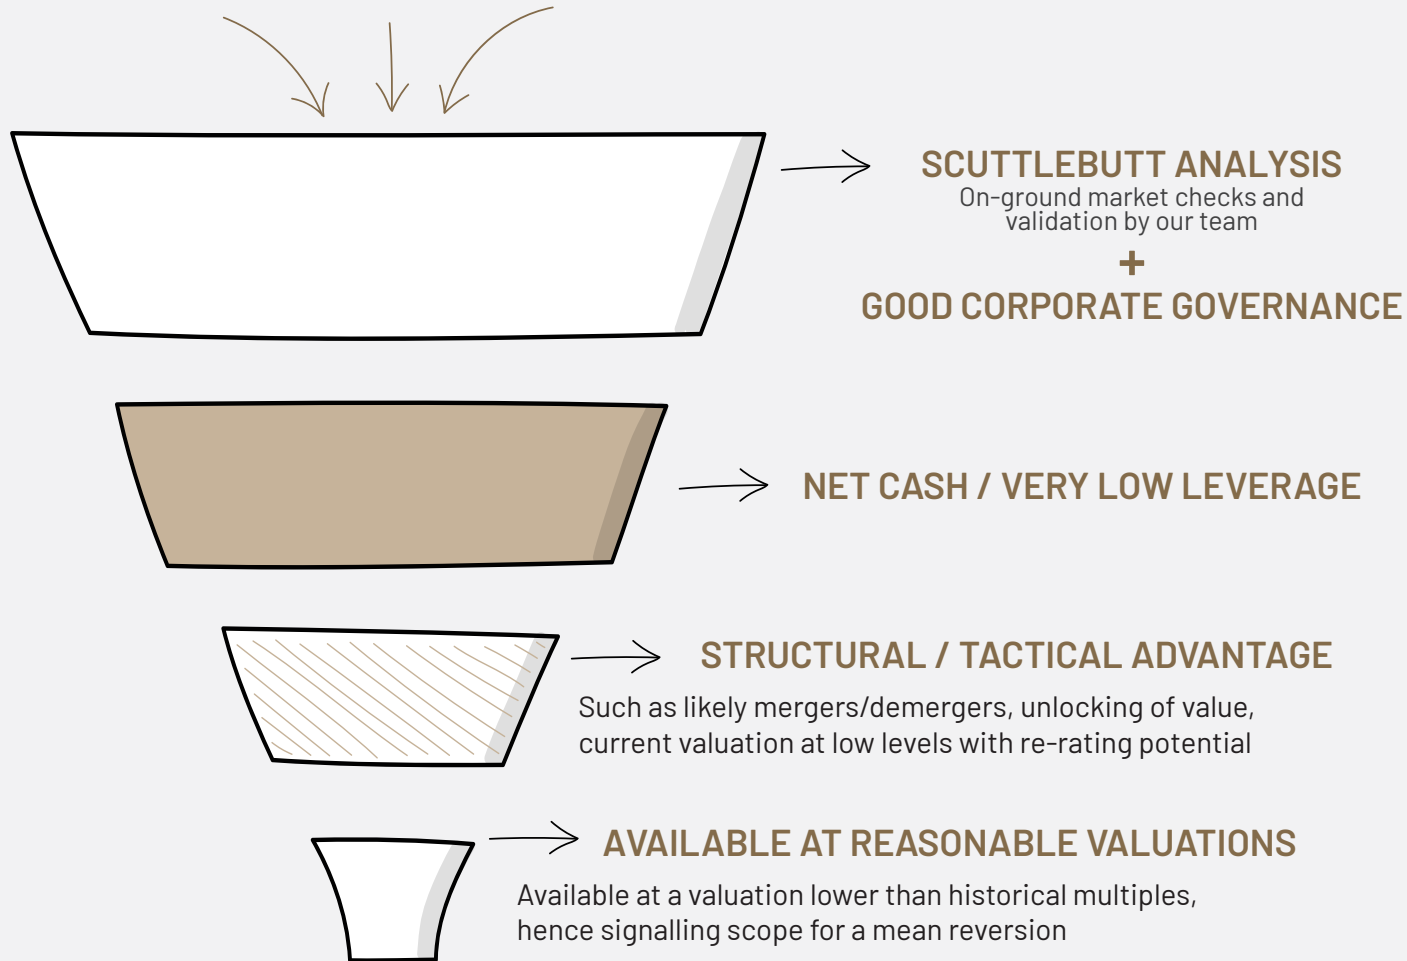 SCUTTLEBUTT ANALYSIS
On-ground market checks and
validation by our team
+
GOOD CORPORATE GOVERNANCE
NET CASH / VERY LOW LEVERAGE
STRUCTURAL / TACTICAL ADVANTAGE
Such as likely mergers/demergers, unlocking of value,
current valuation at low levels with re-rating potential
AVAILABLE AT REASONABLE VALUATIONS
Available at a valuation lower than historical multiples,
hence signalling scope for a mean reversion